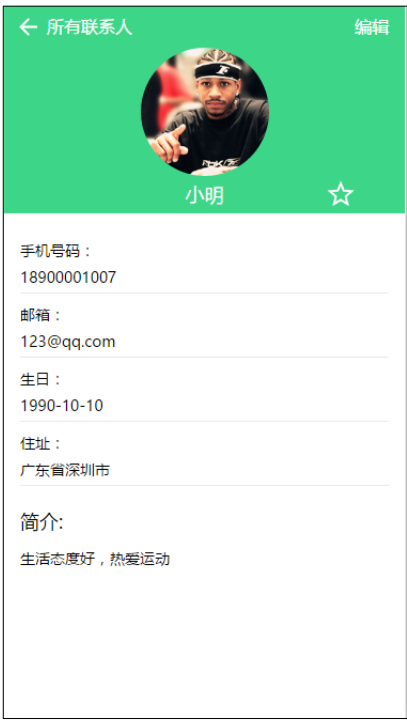 所有联系人 编辑
小明
手机号码：
18900001007
邮箱：
123@qq.com
生日：
1990-10-10
住址：
广东省深圳市
简介:
生活态度好，热爱运动